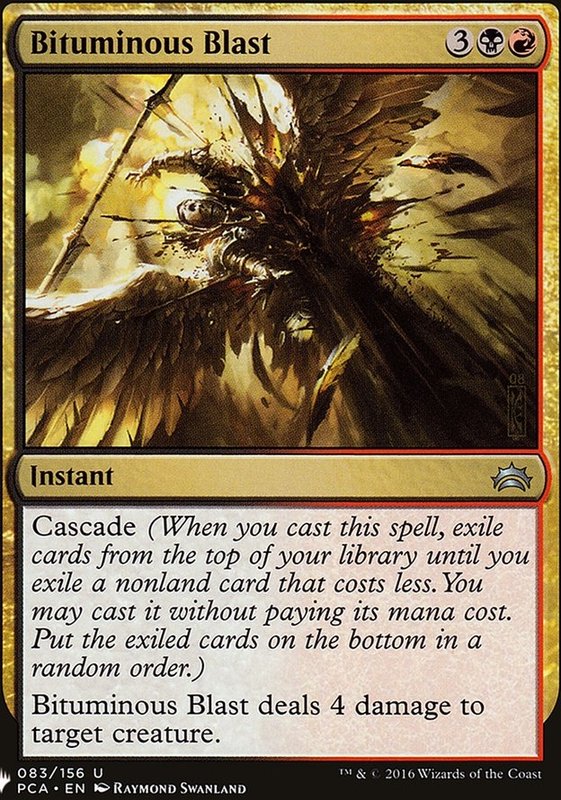 Bituminous Blast 3
Instant
Cascade (When you cast this spell, exile
cards from the top of your library until you
exile a nonland card that costs less. You
may cast it without paying its mana cost.
Put the exiled cards on the bottom in a
random order.)
Bituminous Blast deals 4 damage to
target creature.
083/156 U
PCA • EN Raymond Swanland
™ & © 2016 Wizards of the Coast